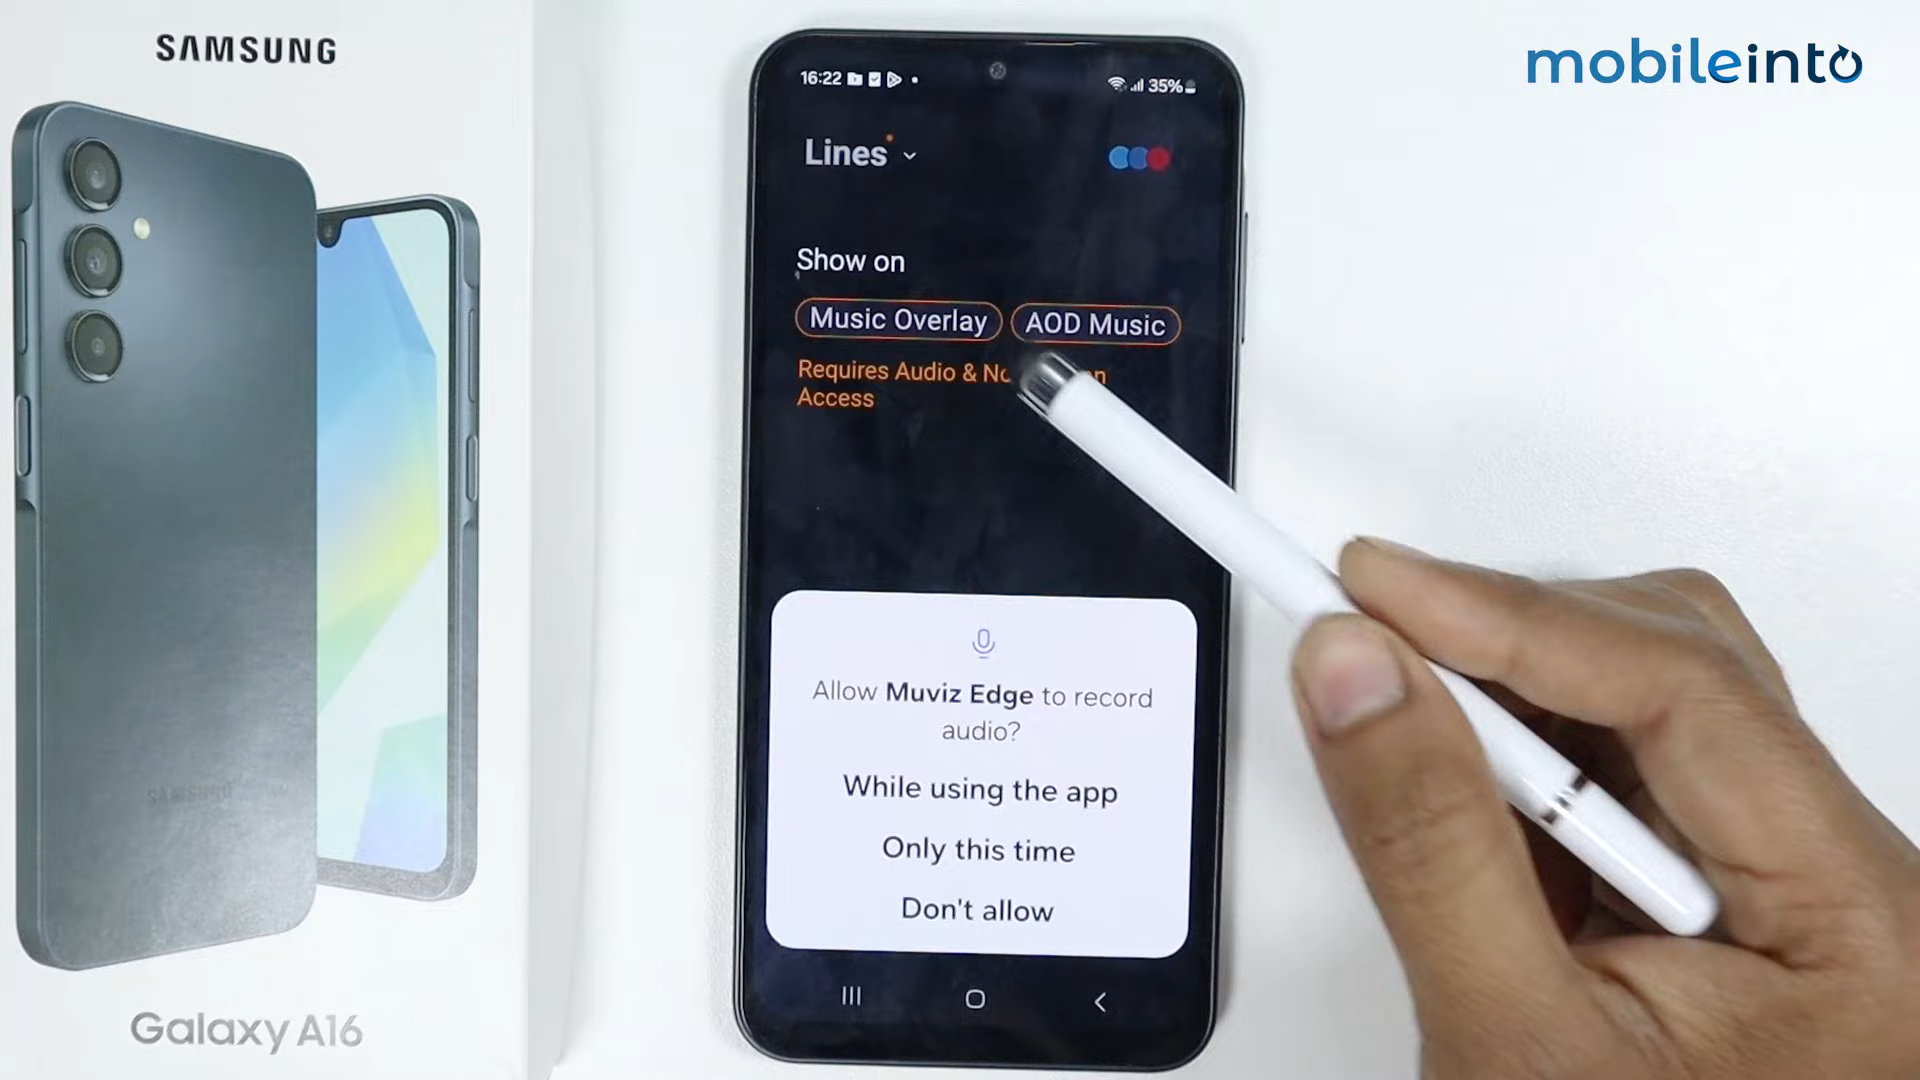 SAMSUNG
Galaxy A16
mobileinto
16:22
35%
Lines
Show on
Music Overlay
AOD Music
Requires Audio &
Access
Allow Muviz Edge to record
audio?
While using the app
Only this time
Don't allow
SAMSUNG